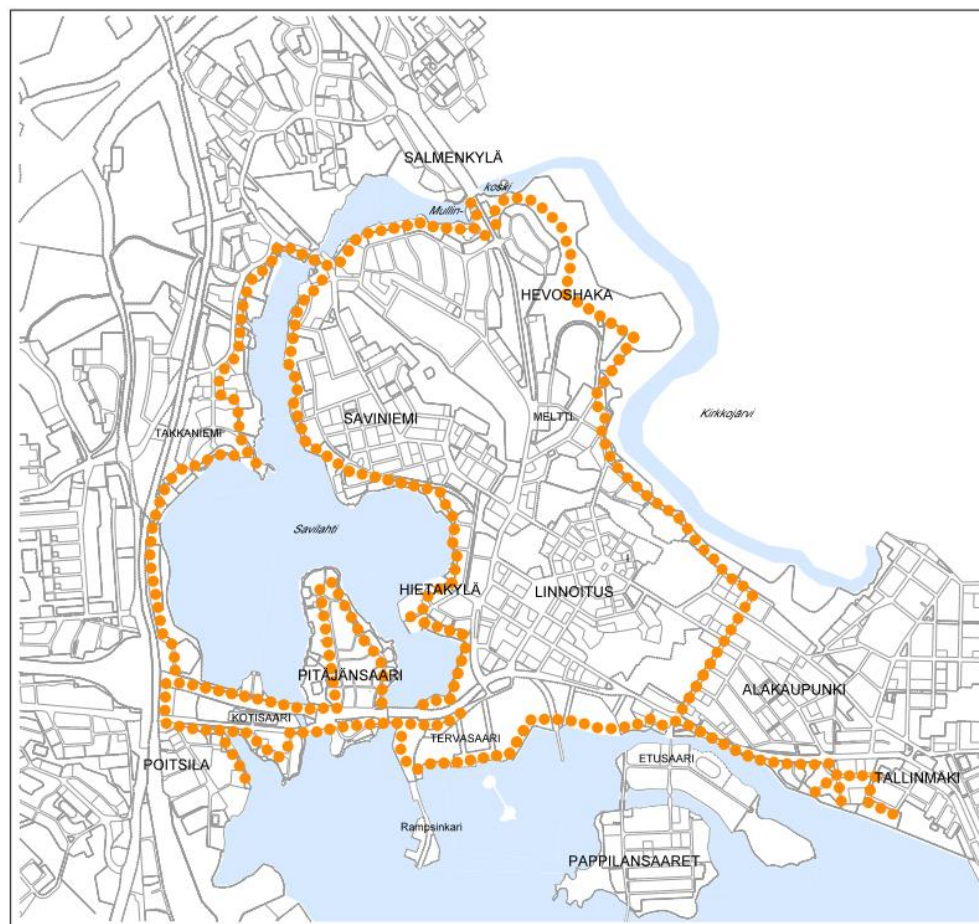 SALMENKYLÄ
koski
Mullin-
HEVOSHAKA
Kirkkojärvi
SAVINIEMI
MELTTI
TAKKANIEMI
Savilahti
HIETAKYLÄ
LINNOITUS
PITÄJÄNSAARI
ALAKAUPUNKI
KOTISAARI
TERVASAARI
POITSILA
ETUSAARI
TALLINMÄKI
Rampsinkari
PAPPILANSAARET